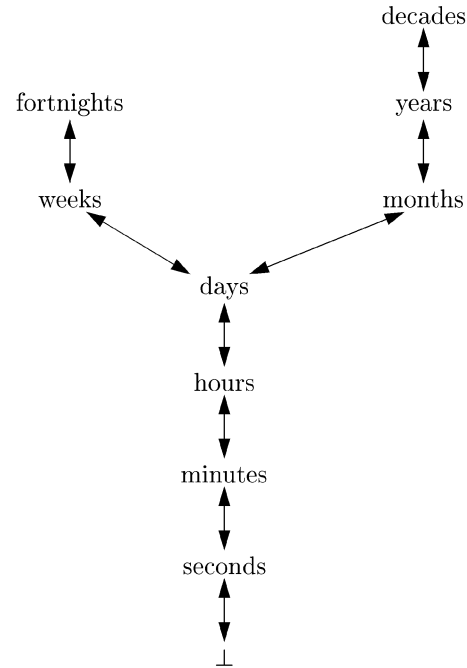 decades
fortnights years
weeks months
days
hours
minutes
seconds
⊥